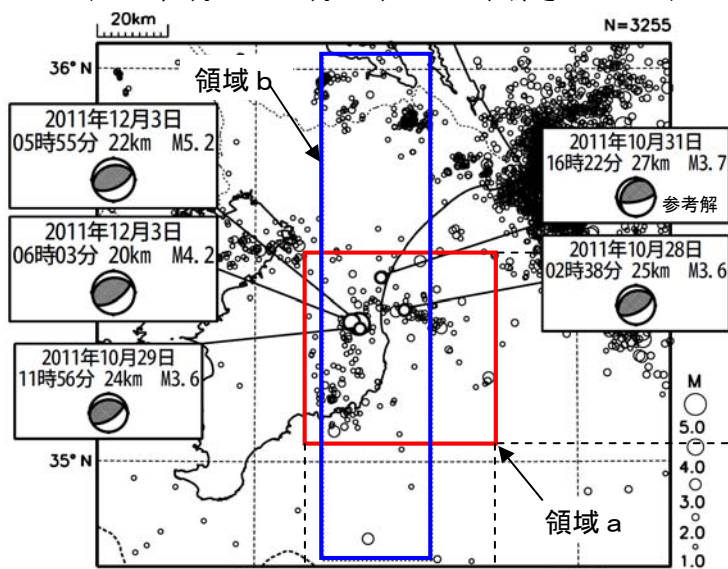 20km
N=3255
36°N
領域 b
2011年12月3日
05時55分 22km M5.2
2011年10月31日
16時22分 27km M3.7
参考解
2011年12月3日
06時03分 20km M4.2
2011年10月28日
02時38分 25km M3.6
2011年10月29日
11時56分 24km M3.6
M
5.0
4.0
3.0
2.0
1.0
35°N
領域 a